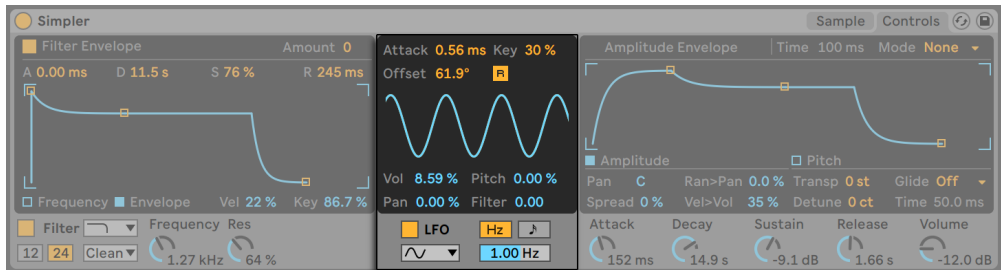 Simpler Sample Controls
Filter Envelope Amount 0
A 0.00 ms D 11.5 s S 76 % R 245 ms
Frequency Envelope Vel 22 % Key 86.7 %
Filter Frequency Res
12 24 Clean 1.27 kHz 64 %
Attack 0.56 ms Key 30 %
Offset 61.9° R
Vol 8.59 % Pitch 0.00 %
Pan 0.00 % Filter 0.00
LFO Hz ♪
1.00 Hz
Amplitude Envelope Time 100 ms Mode None
Amplitude Pitch
Pan C Ran>Pan 0.0 % Transp 0 st Glide Off
Spread 0 % Vel>Vol 35 % Detune 0 ct Time 50.0 ms
Attack Decay Sustain Release Volume
152 ms 14.9 s -9.1 dB 1.66 s -12.0 dB